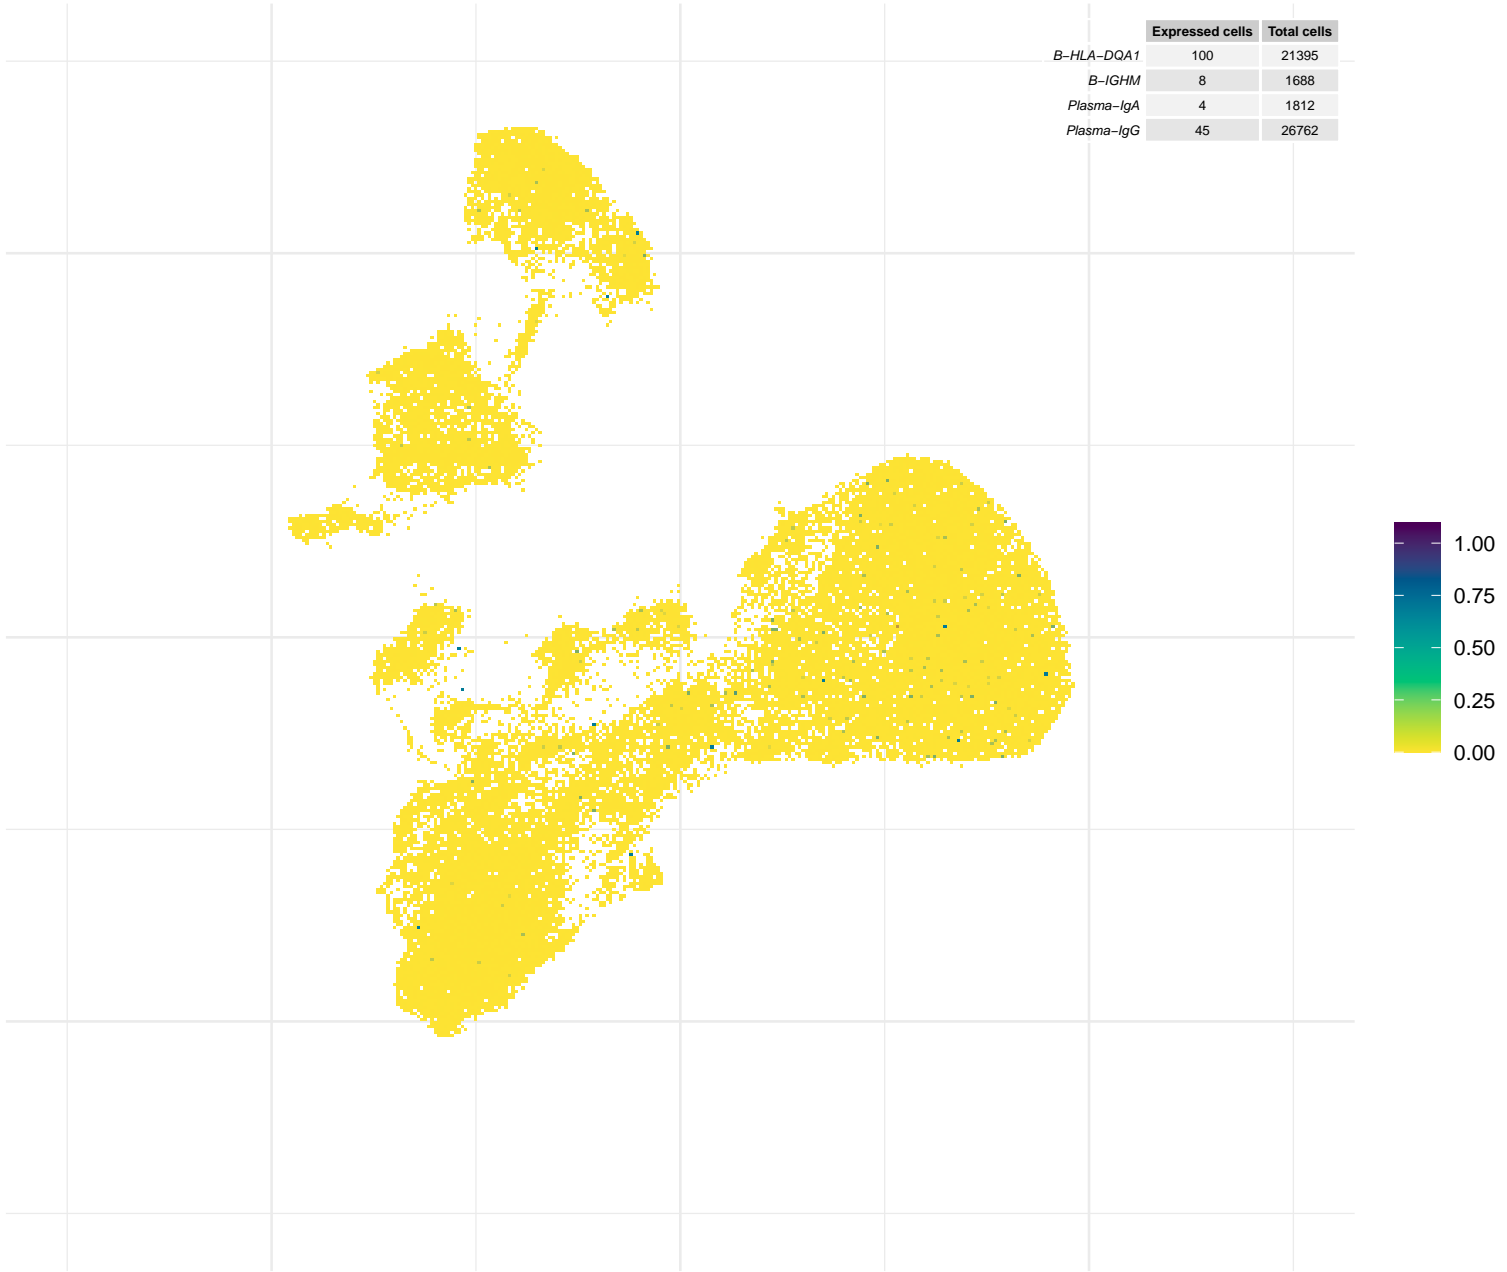 Expressed cells Total cells
B−HLA−DQA1 100 21395
B−IGHM 8 1688
Plasma−IgA 4 1812
Plasma−IgG 45 26762
1.00
0.75
0.50
0.25
0.00